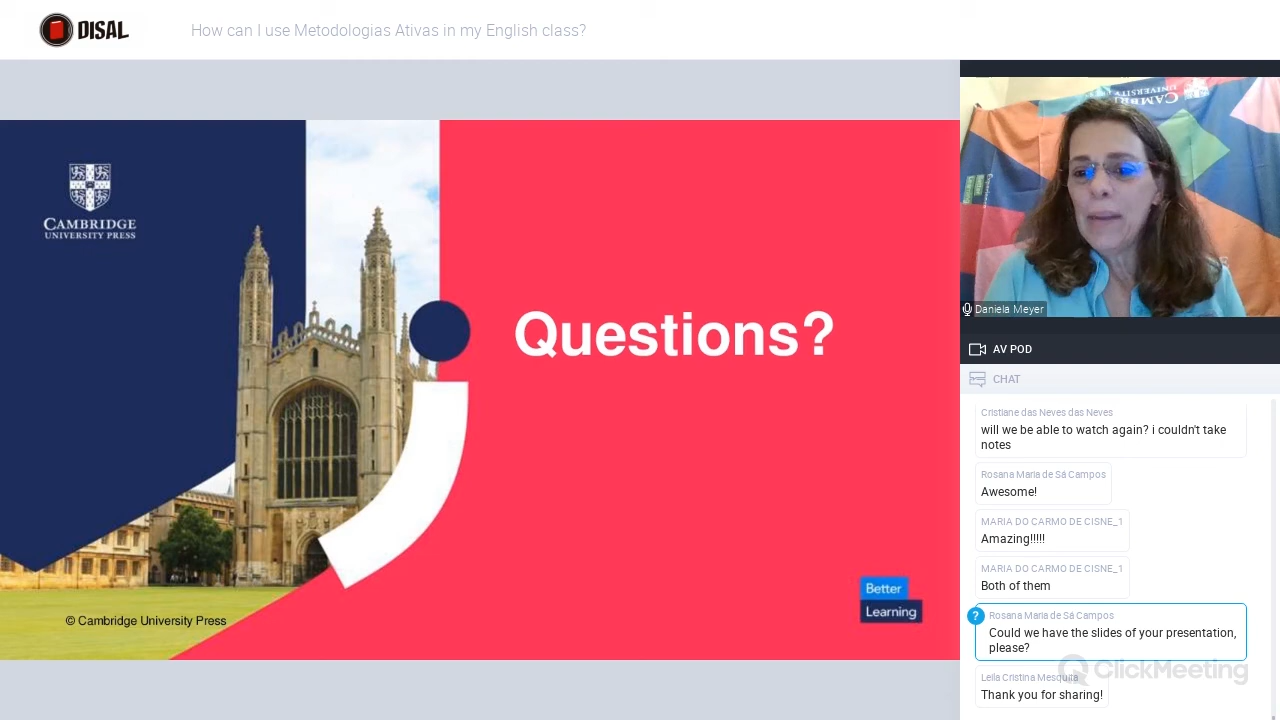 DISAL
How can I use Metodologias Ativas in my English class?
CAMBRIDGE
UNIVERSITY PRESS
Questions?
Better
Learning
© Cambridge University Press
CAMBRI
UNIVERSITY
Daniela Meyer
AV POD
CHAT
Cristiane das Neves das Neves
will we be able to watch again? i couldn't take
notes
Rosana Maria de Sá Campos
Awesome!
MARIA DO CARMO DE CISNE_1
Amazing!!!!!
MARIA DO CARMO DE CISNE_1
Both of them
?
Rosana Maria de Sá Campos
Could we have the slides of your presentation,
please?
ClickMeeting
Leila Cristina Mesquita
Thank you for sharing!